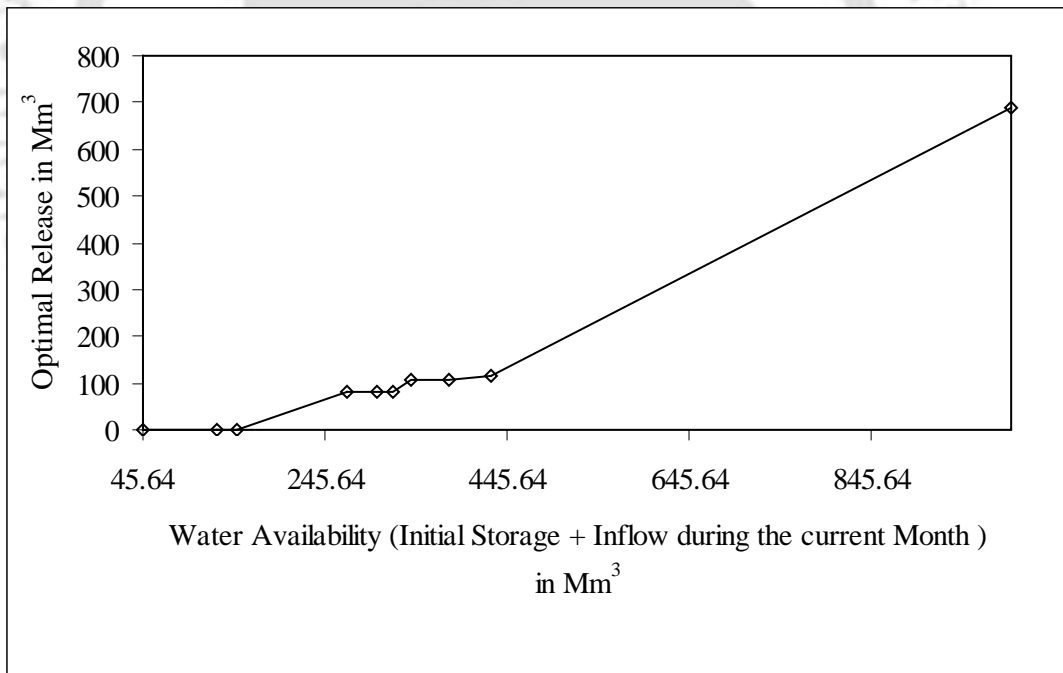 800
700
600
500
400
300
200
100
0
Optimal Release in Mm³
45.64 245.64 445.64 645.64 845.64
Water Availability (Initial Storage + Inflow during the current Month )
in Mm³